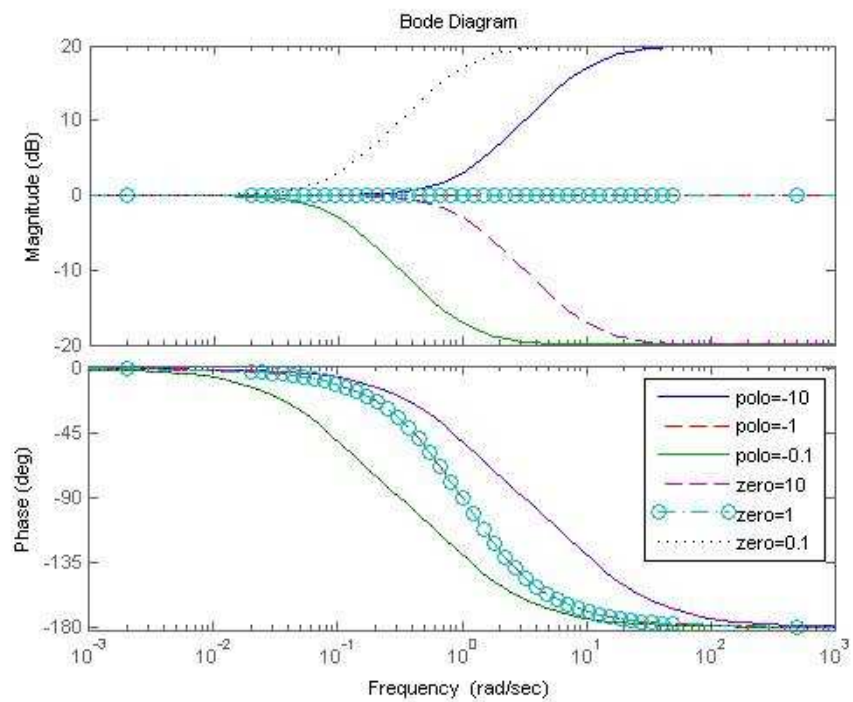 Bode Diagram
20
10
0
-10
-20
Magnitude (dB)
0
-45
-90
-135
-180
Phase (deg)
polo=-10
polo=-1
polo=-0.1
zero=10
zero=1
zero=0.1
10^-3
10^-2
10^-1
10^0
10^1
10^2
10^3
Frequency (rad/sec)